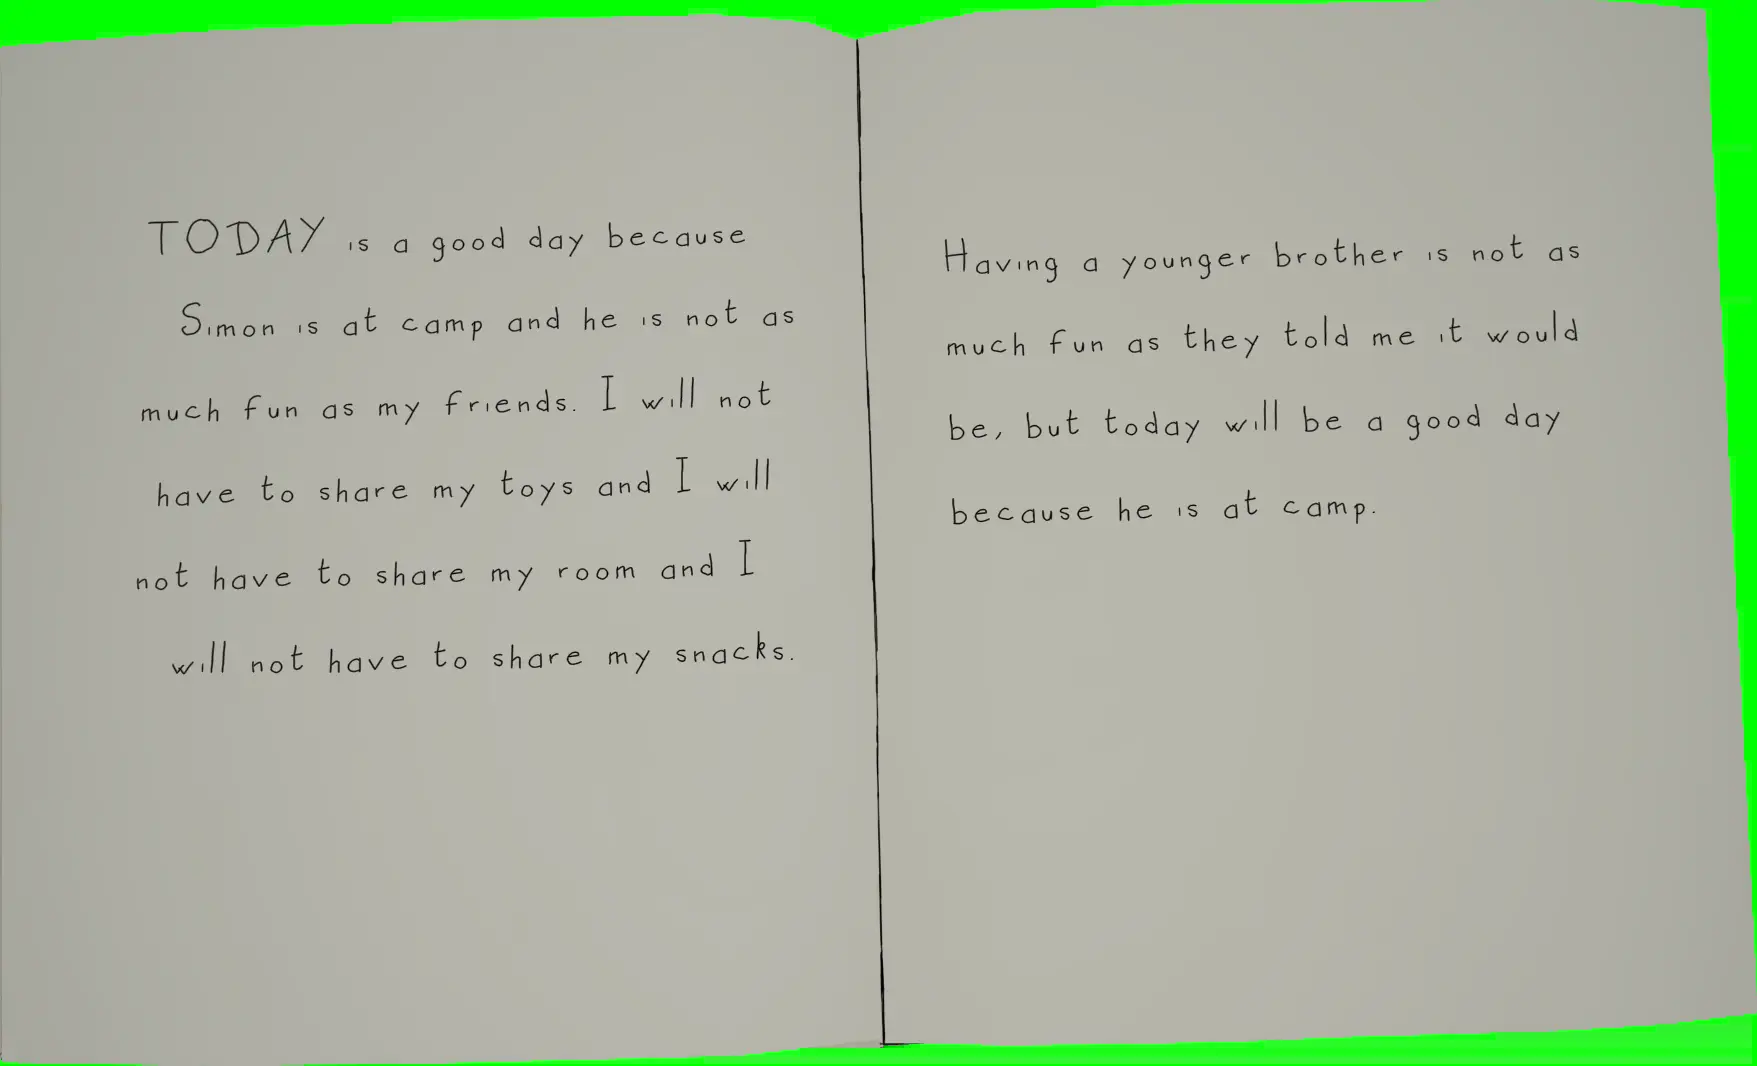 TODAY is a good day because
Simon is at camp and he is not as
much fun as my friends. I will not
have to share my toys and I will
not have to share my room and I
will not have to share my snacks.
Having a younger brother is not as
much fun as they told me it would
be, but today will be a good day
because he is at camp.